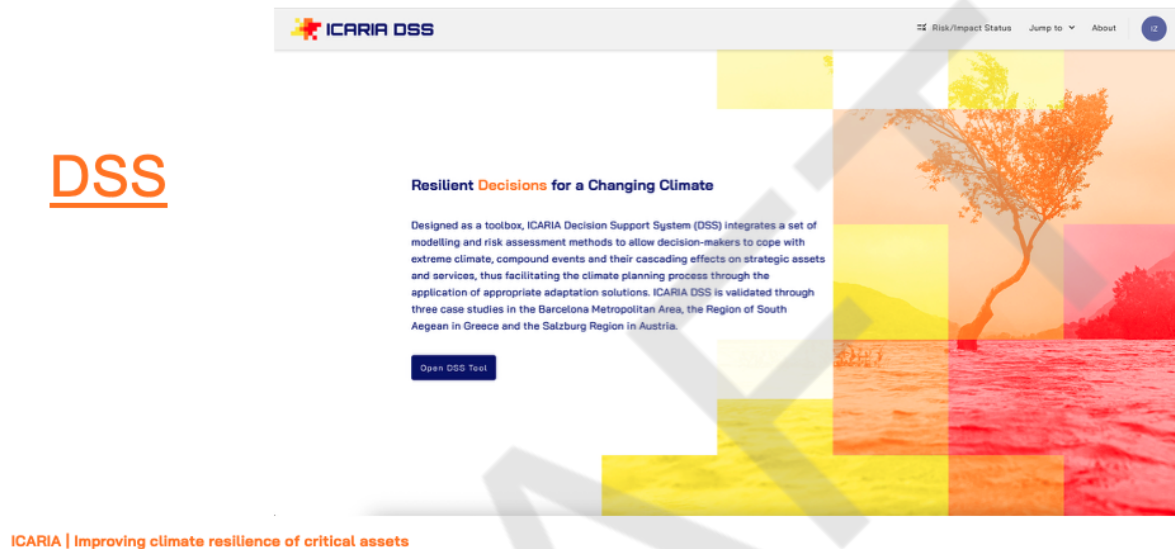 ICARIA DSS
Risk/Impact Status Jump to About IZ
DSS
Resilient Decisions for a Changing Climate
Designed as a toolbox, ICARIA Decision Support System (DSS) integrates a set of
modelling and risk assessment methods to allow decision-makers to cope with
extreme climate, compound events and their cascading effects on strategic assets
and services, thus facilitating the climate planning process through the
application of appropriate adaptation solutions. ICARIA DSS is validated through
three case studies in the Barcelona Metropolitan Area, the Region of South
Aegean in Greece and the Salzburg Region in Austria.
Open DSS Tool
ICARIA | Improving climate resilience of critical assets